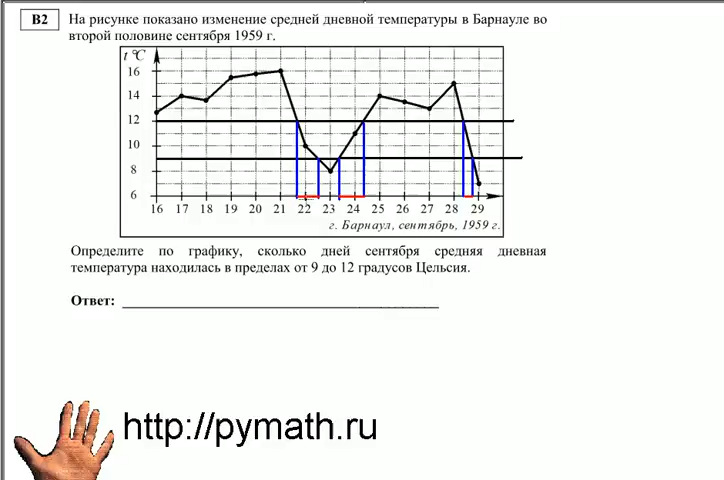 В2
На рисунке показано изменение средней дневной температуры в Барнауле во
второй половине сентября 1959 г.
t °C
16
14
12
10
8
6
16 17 18 19 20 21 22 23 24 25 26 27 28 29
г. Барнаул, сентябрь, 1959 г.
Определите по графику, сколько дней сентября средняя дневная
температура находилась в пределах от 9 до 12 градусов Цельсия.
Ответ:
http://pymath.ru